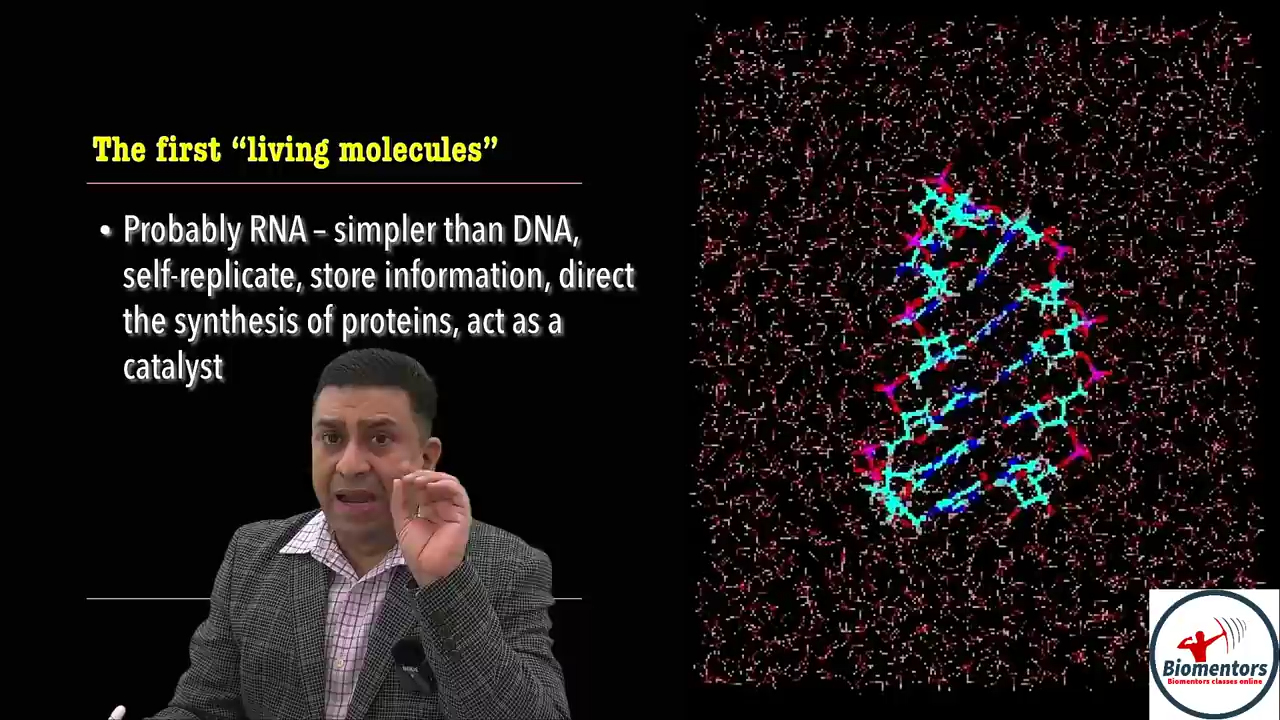 The first “living molecules”
• Probably RNA – simpler than DNA,
self-replicate, store information, direct
the synthesis of proteins, act as a
catalyst
Biomentors
Biomentors classes online